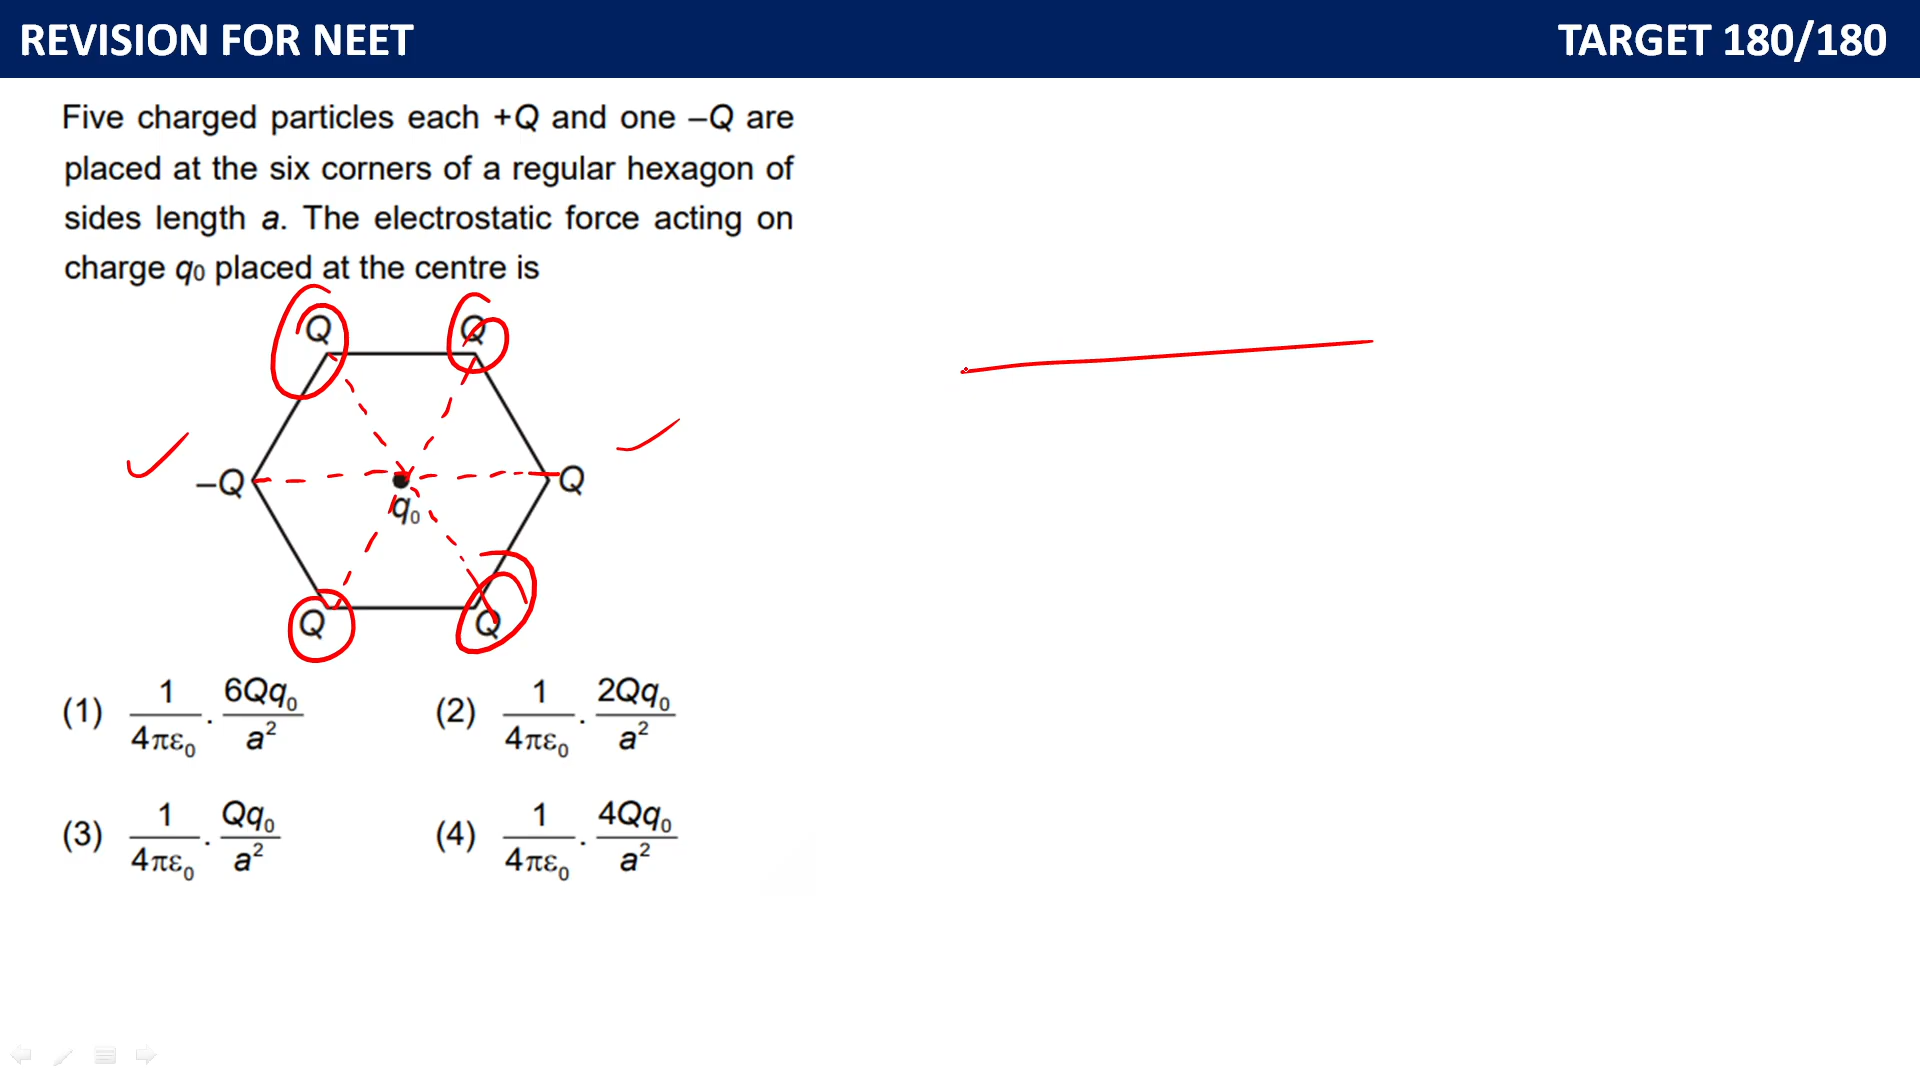 REVISION FOR NEET
TARGET 180/180
Five charged particles each +Q and one –Q are
placed at the six corners of a regular hexagon of
sides length a. The electrostatic force acting on
charge q₀ placed at the centre is
Q Q
–Q Q
q₀
Q Q
(1) 1/4πε₀ . 6Qq₀/a² (2) 1/4πε₀ . 2Qq₀/a²
(3) 1/4πε₀ . Qq₀/a² (4) 1/4πε₀ . 4Qq₀/a²